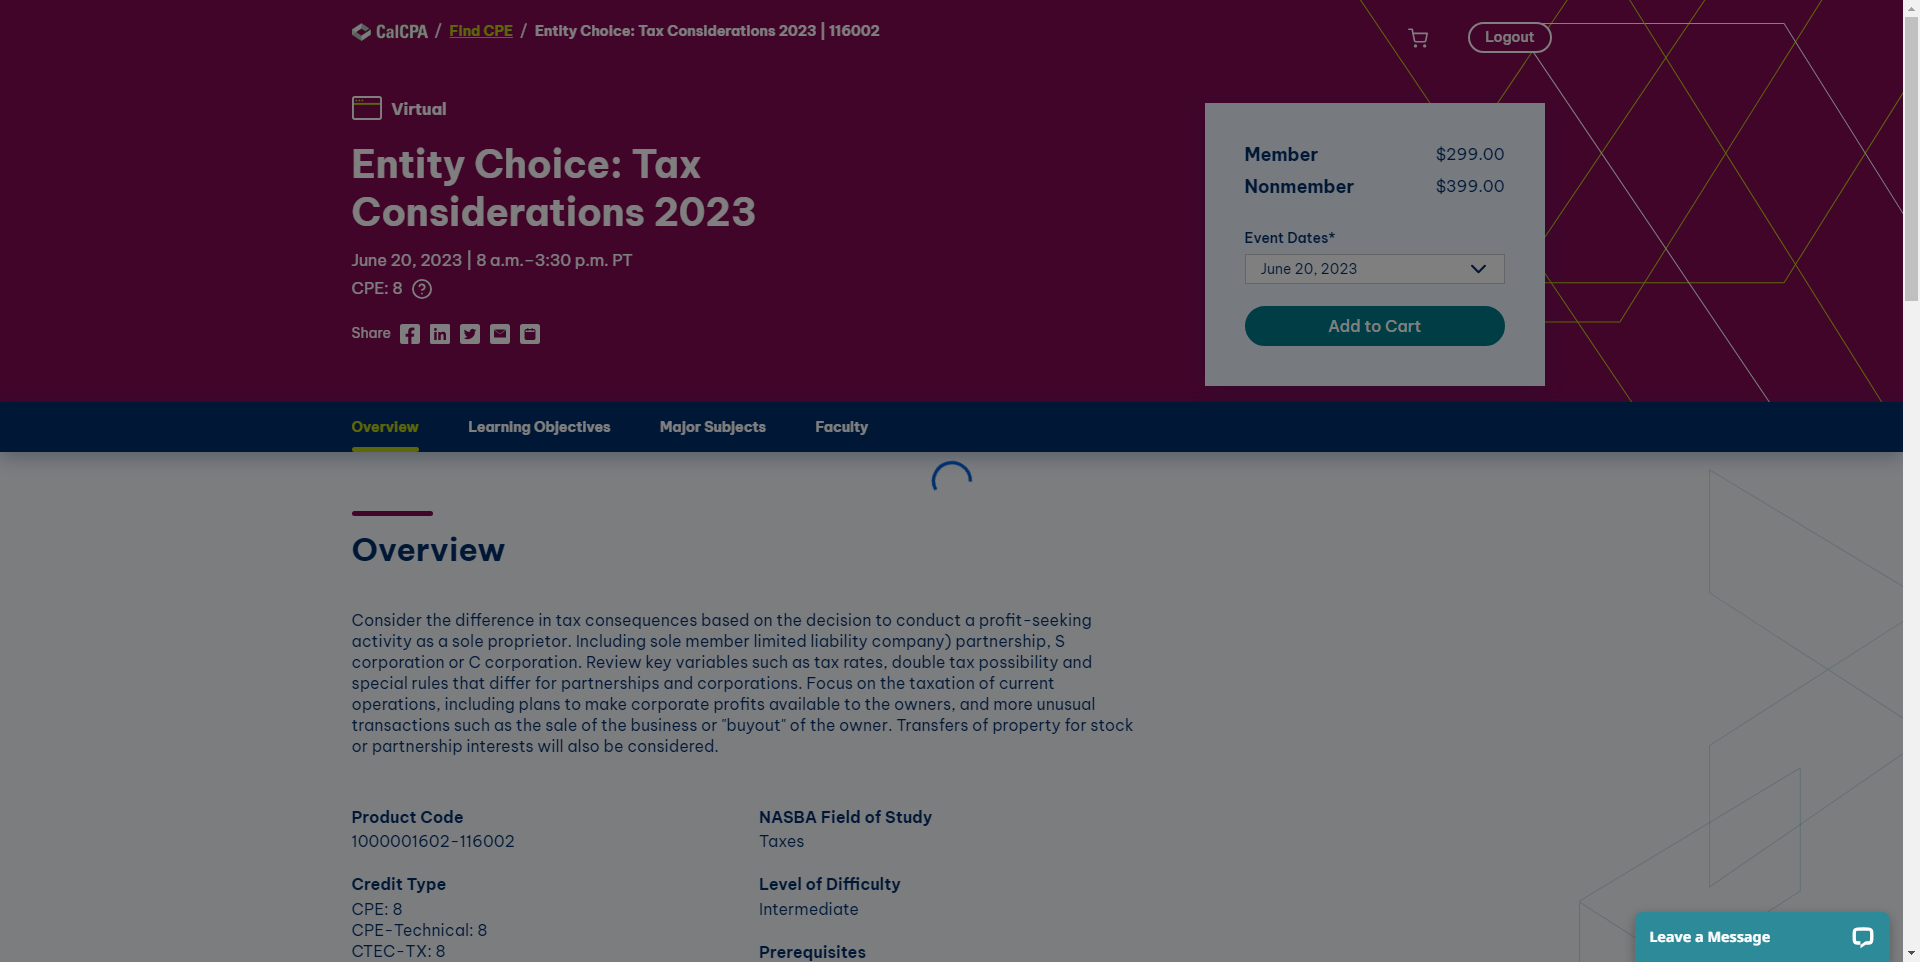 CalCPA / Find CPE / Entity Choice: Tax Considerations 2023 | 116002
Logout
Virtual
Entity Choice: Tax
Considerations 2023
June 20, 2023 | 8 a.m.–3:30 p.m. PT
CPE: 8 ?
Share
Member $299.00
Nonmember $399.00
Event Dates*
June 20, 2023
Add to Cart
Overview Learning Objectives Major Subjects Faculty
Overview
Consider the difference in tax consequences based on the decision to conduct a profit-seeking
activity as a sole proprietor. Including sole member limited liability company) partnership, S
corporation or C corporation. Review key variables such as tax rates, double tax possibility and
special rules that differ for partnerships and corporations. Focus on the taxation of current
operations, including plans to make corporate profits available to the owners, and more unusual
transactions such as the sale of the business or "buyout" of the owner. Transfers of property for stock
or partnership interests will also be considered.
Product Code
1000001602-116002
NASBA Field of Study
Taxes
Credit Type
CPE: 8
CPE-Technical: 8
CTEC-TX: 8
Level of Difficulty
Intermediate
Prerequisites
Leave a Message